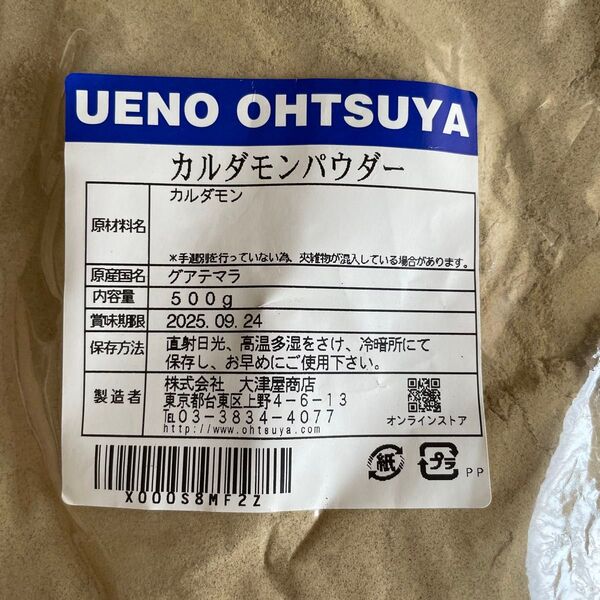 UENO OHTSUYA
カルダモンパウダー
原材料名 カルダモン
*手選別を行っていない為、夾雑物が混入している場合があります。
原産国名 グアテマラ
内容量 500g
賞味期限 2025.09.24
保存方法 直射日光、高温多湿をさけ、冷暗所にて
保存し、お早めにご使用下さい。
製造者 株式会社 大津屋商店
東京都台東区上野4-6-13
℡03-3834-4077
http://www.ohtsuya.com
オンラインストア
紙 プラ PP
X000S8MF2Z